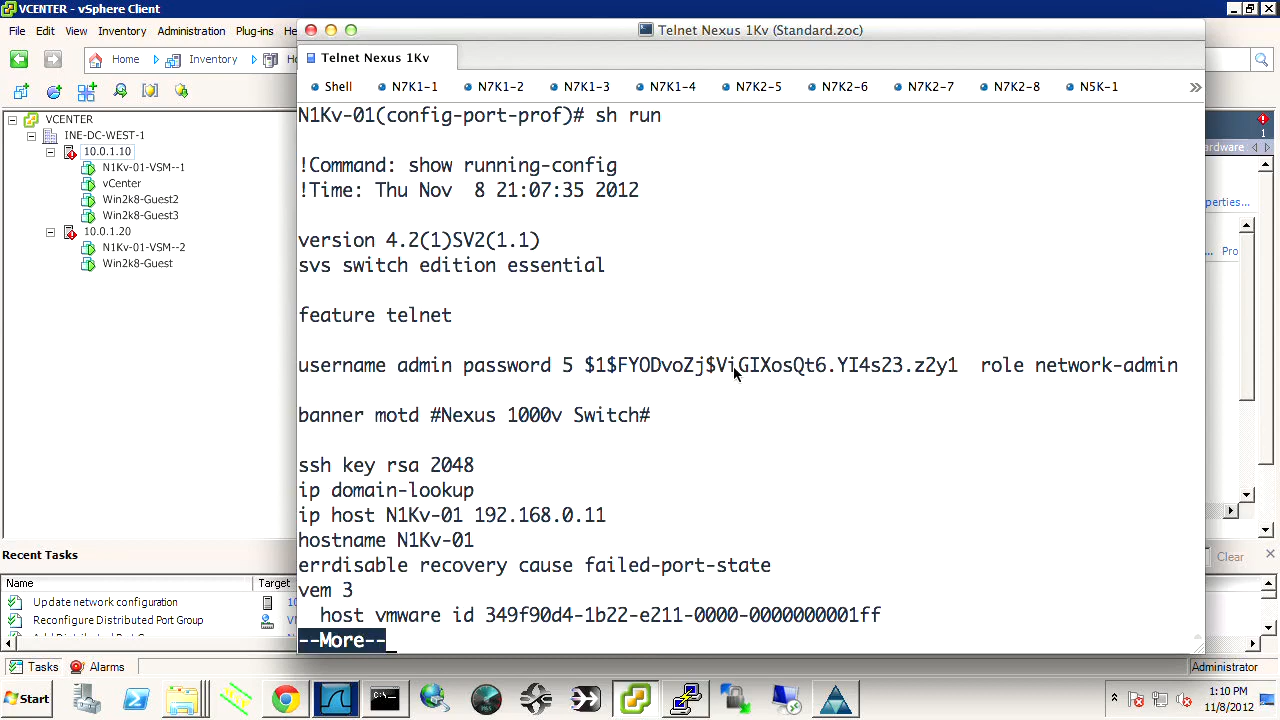 VCENTER - vSphere Client
File Edit View Inventory Administration Plug-ins
Home Inventory
VCENTER
INE-DC-WEST-1
10.0.1.10
N1Kv-01-VSM--1
vCenter
Win2k8-Guest2
Win2k8-Guest3
10.0.1.20
N1Kv-01-VSM--2
Win2k8-Guest
Telnet Nexus 1Kv (Standard.zoc)
Telnet Nexus 1Kv
Shell N7K1-1 N7K1-2 N7K1-3 N7K1-4 N7K2-5 N7K2-6 N7K2-7 N7K2-8 N5K-1
N1Kv-01(config-port-prof)# sh run
!Command: show running-config
!Time: Thu Nov  8 21:07:35 2012
version 4.2(1)SV2(1.1)
svs switch edition essential
feature telnet
username admin password 5 $1$FYODvoZj$ViGIXosQt6.YI4s23.z2y1  role network-admin
banner motd #Nexus 1000v Switch#
ssh key rsa 2048
ip domain-lookup
ip host N1Kv-01 192.168.0.11
hostname N1Kv-01
errdisable recovery cause failed-port-state
vem 3
  host vmware id 349f90d4-1b22-e211-0000-0000000001ff
--More--
1
ardware
perties...
... Pro
Recent Tasks
Clear
Name Target
Update network configuration 10
Reconfigure Distributed Port Group
Tasks Alarms
Administrator
Start
1:10 PM
11/8/2012